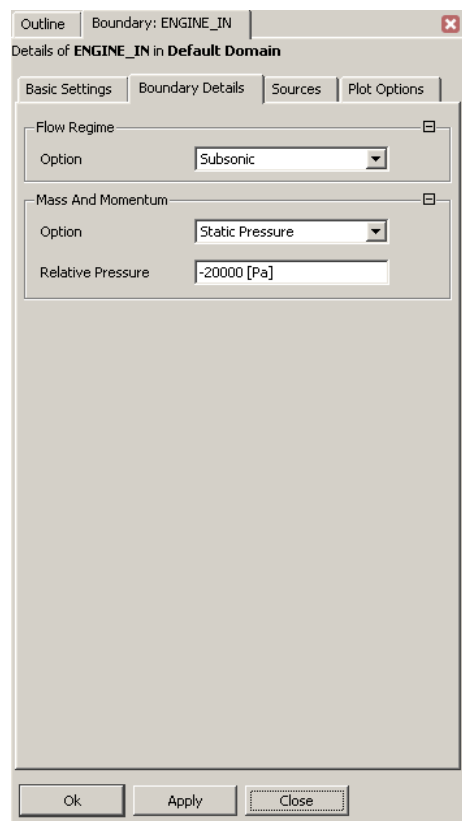 Outline Boundary: ENGINE_IN
Details of ENGINE_IN in Default Domain
Basic Settings Boundary Details Sources Plot Options
Flow Regime
Option Subsonic
Mass And Momentum
Option Static Pressure
Relative Pressure -20000 [Pa]
Ok Apply Close